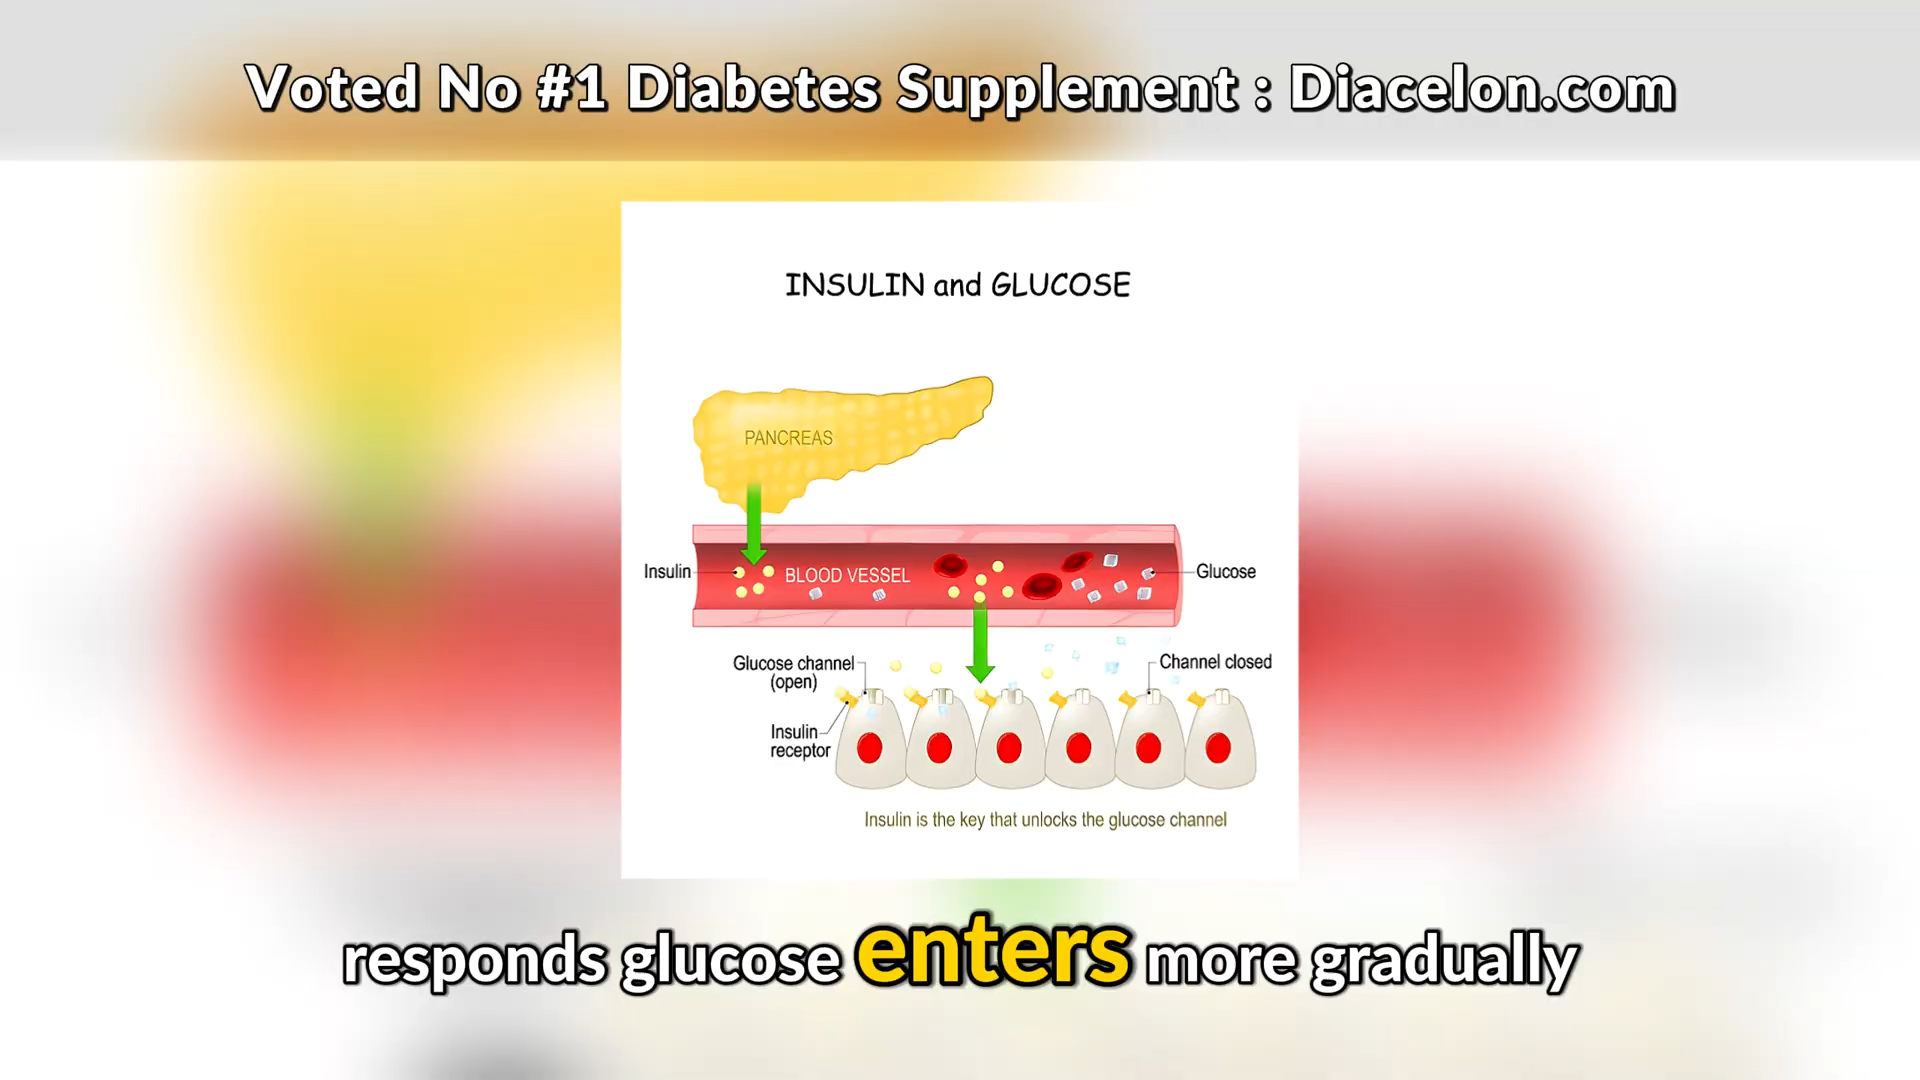 Voted No #1 Diabetes Supplement : Diacelon.com
INSULIN and GLUCOSE
PANCREAS
Insulin
BLOOD VESSEL
Glucose
Glucose channel
(open)
Channel closed
Insulin
receptor
Insulin is the key that unlocks the glucose channel
responds glucose enters more gradually